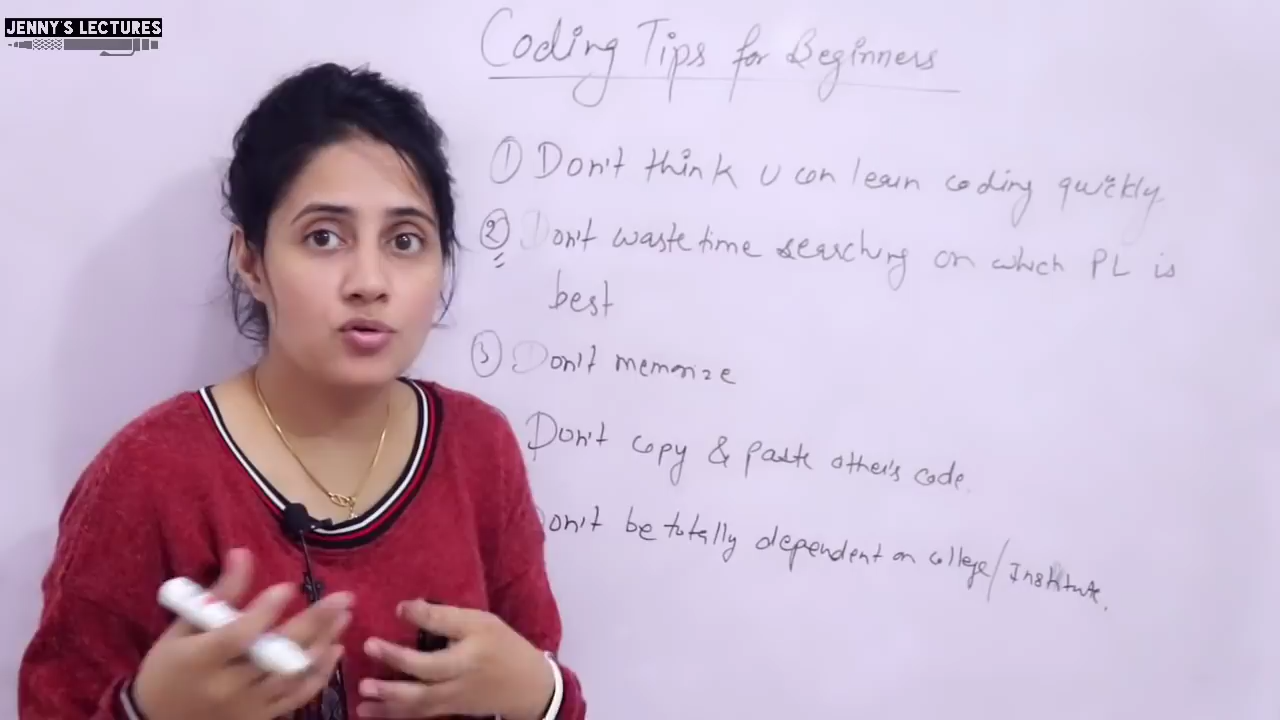 JENNY'S LECTURES
Coding Tips for Beginners
① Don't think u can learn coding quickly.
② Don't waste time searching on which PL is
best
③ Don't memorize
Don't copy & paste other's code.
Don't be totally dependent on college/Institute.